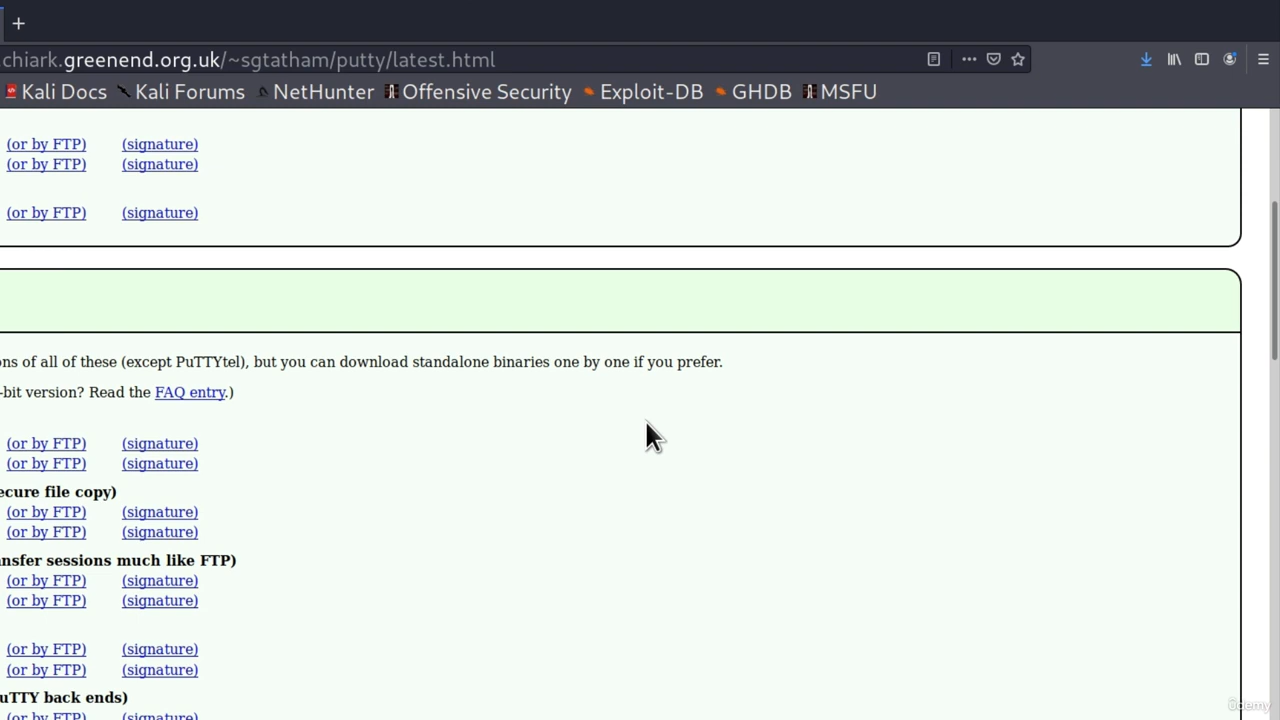 +
chiark.greenend.org.uk/~sgtatham/putty/latest.html
Kali Docs Kali Forums NetHunter Offensive Security Exploit-DB GHDB MSFU
(or by FTP) (signature)
(or by FTP) (signature)
(or by FTP) (signature)
ons of all of these (except PuTTYtel), but you can download standalone binaries one by one if you prefer.
-bit version? Read the FAQ entry.)
(or by FTP) (signature)
(or by FTP) (signature)
ecure file copy)
(or by FTP) (signature)
(or by FTP) (signature)
ansfer sessions much like FTP)
(or by FTP) (signature)
(or by FTP) (signature)
(or by FTP) (signature)
(or by FTP) (signature)
uTTY back ends)
(or by FTP) (signature)
Udemy